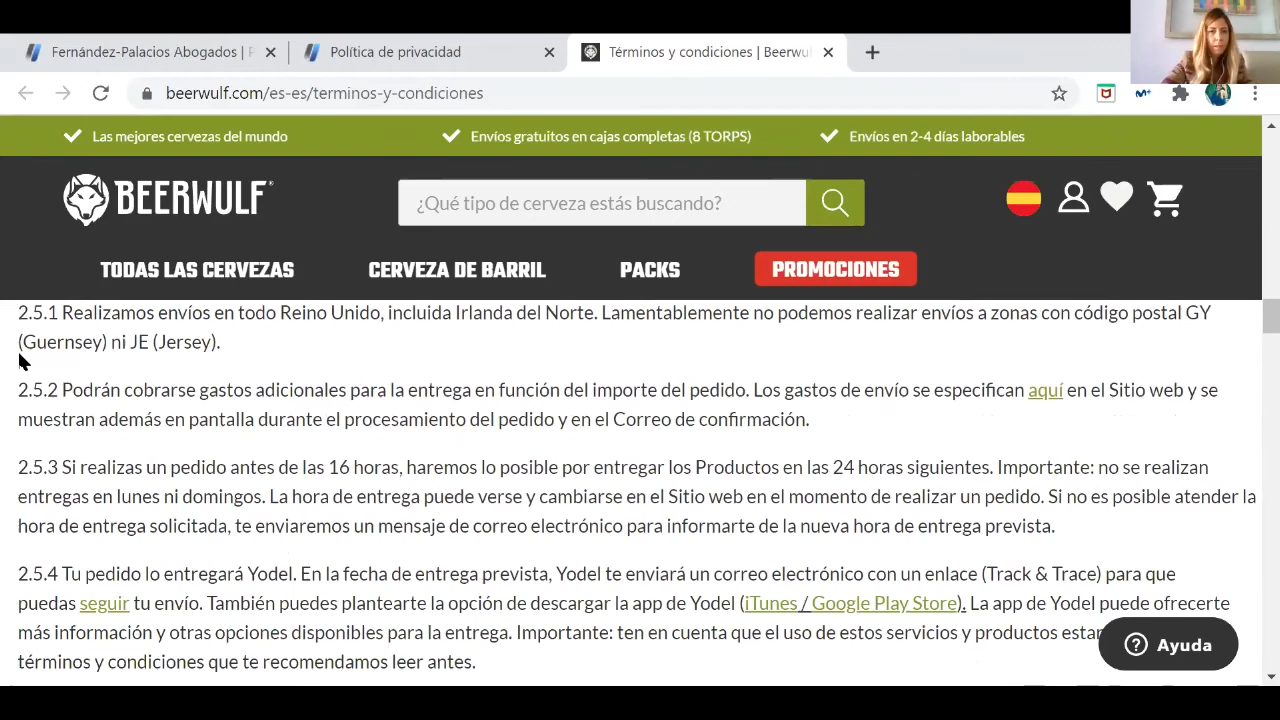 Fernández-Palacios Abogados | P
Política de privacidad
Términos y condiciones | Beerwu
beerwulf.com/es-es/terminos-y-condiciones
Las mejores cervezas del mundo
Envíos gratuitos en cajas completas (8 TORPS)
Envíos en 2-4 días laborables
BEERWULF®
¿Qué tipo de cerveza estás buscando?
TODAS LAS CERVEZAS
CERVEZA DE BARRIL
PACKS
PROMOCIONES
2.5.1 Realizamos envíos en todo Reino Unido, incluida Irlanda del Norte. Lamentablemente no podemos realizar envíos a zonas con código postal GY
(Guernsey) ni JE (Jersey).
2.5.2 Podrán cobrarse gastos adicionales para la entrega en función del importe del pedido. Los gastos de envío se especifican aquí en el Sitio web y se
muestran además en pantalla durante el procesamiento del pedido y en el Correo de confirmación.
2.5.3 Si realizas un pedido antes de las 16 horas, haremos lo posible por entregar los Productos en las 24 horas siguientes. Importante: no se realizan
entregas en lunes ni domingos. La hora de entrega puede verse y cambiarse en el Sitio web en el momento de realizar un pedido. Si no es posible atender la
hora de entrega solicitada, te enviaremos un mensaje de correo electrónico para informarte de la nueva hora de entrega prevista.
2.5.4 Tu pedido lo entregará Yodel. En la fecha de entrega prevista, Yodel te enviará un correo electrónico con un enlace (Track & Trace) para que
puedas seguir tu envío. También puedes plantearte la opción de descargar la app de Yodel (iTunes / Google Play Store). La app de Yodel puede ofrecerte
más información y otras opciones disponibles para la entrega. Importante: ten en cuenta que el uso de estos servicios y productos estar
términos y condiciones que te recomendamos leer antes.
Ayuda